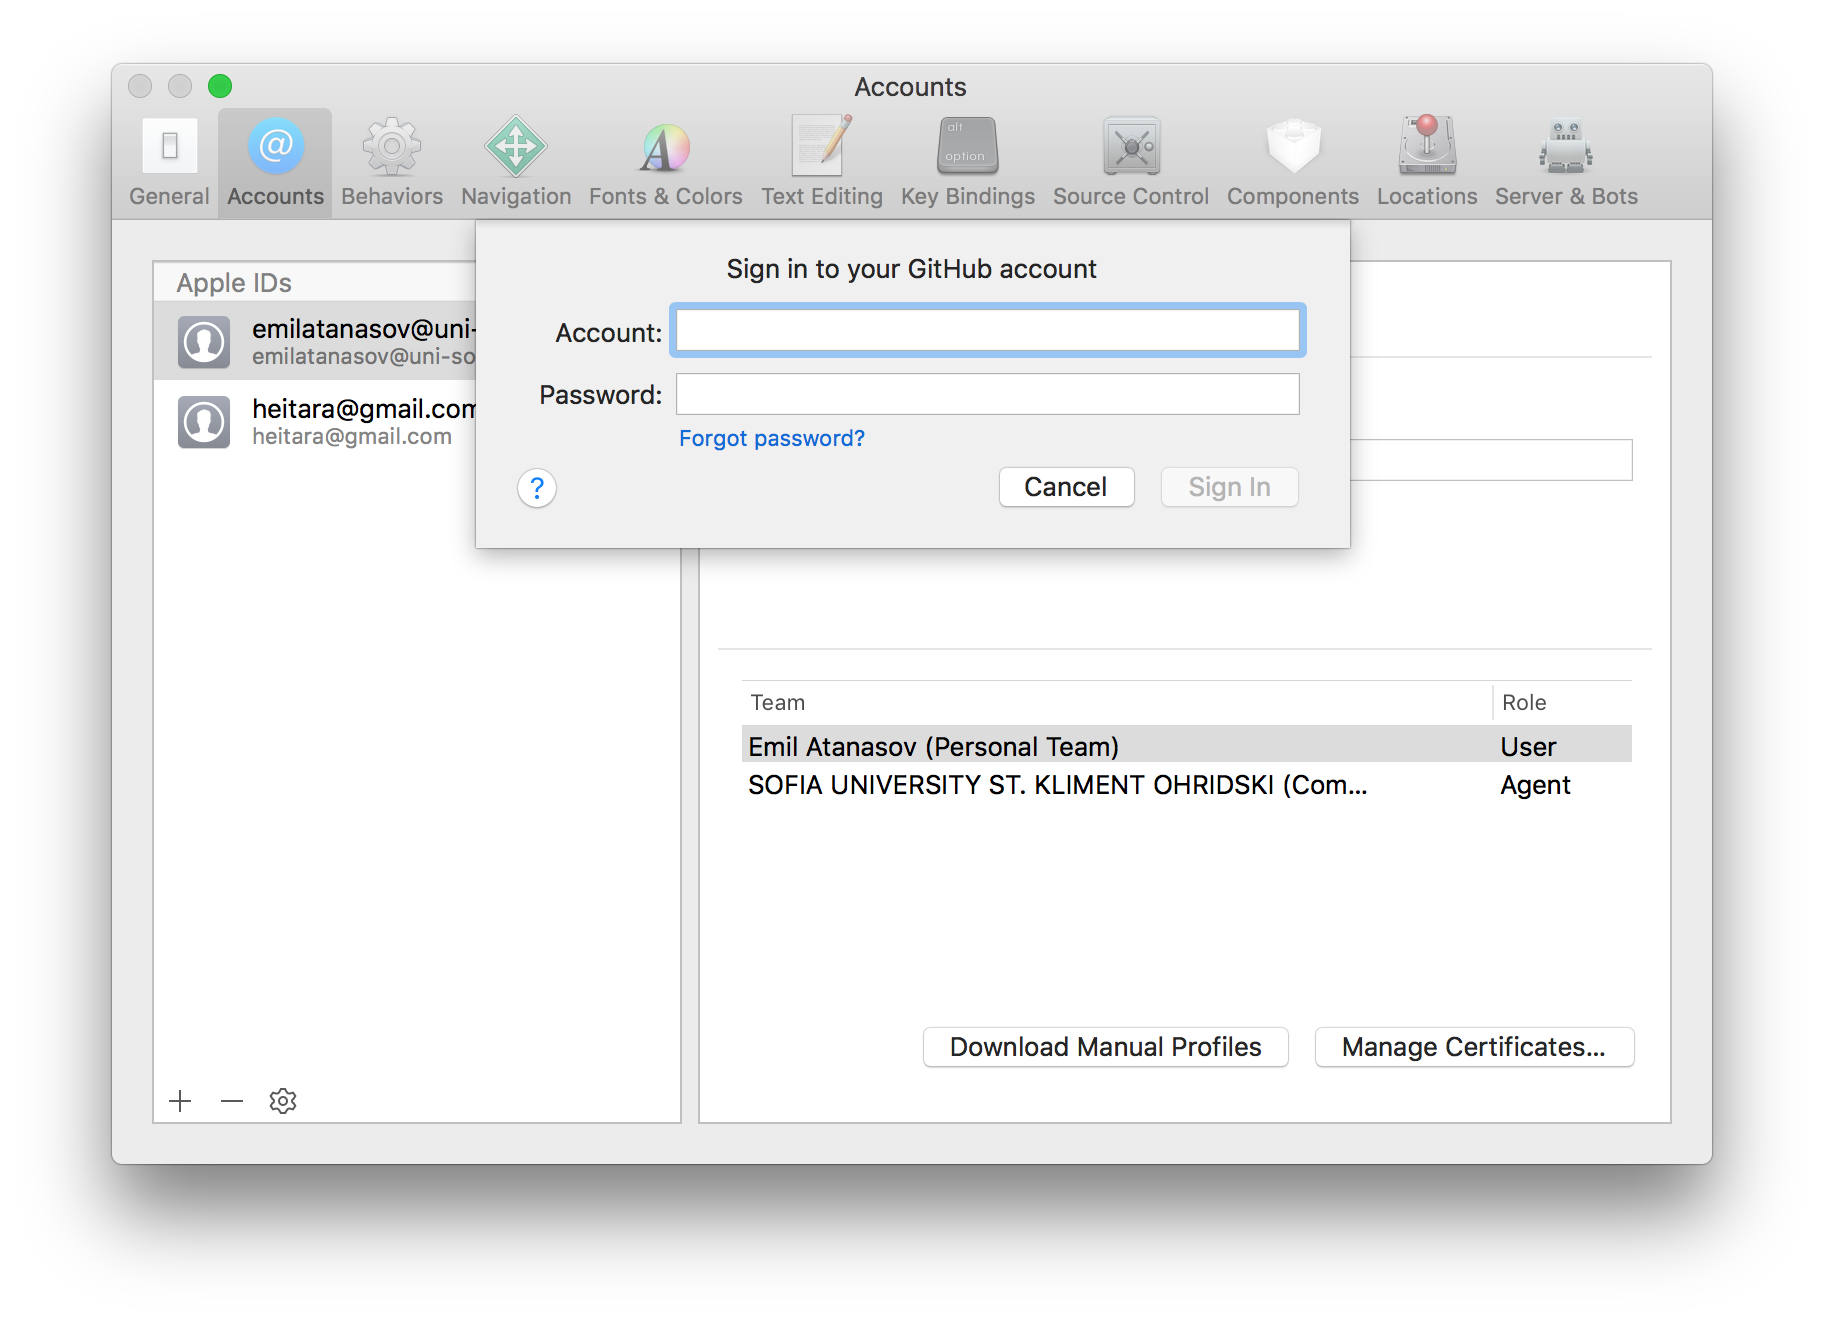 Accounts
General
Accounts
Behaviors
Navigation
Fonts & Colors
Text Editing
alt
option
Key Bindings
Source Control
Components
Locations
Server & Bots
Apple IDs
emilatanasov@uni-
emilatanasov@uni-so
heitara@gmail.com
heitara@gmail.com
Sign in to your GitHub account
Account:
Password:
Forgot password?
?
Cancel
Sign In
Team
Role
Emil Atanasov (Personal Team)
User
SOFIA UNIVERSITY ST. KLIMENT OHRIDSKI (Com...
Agent
Download Manual Profiles
Manage Certificates...